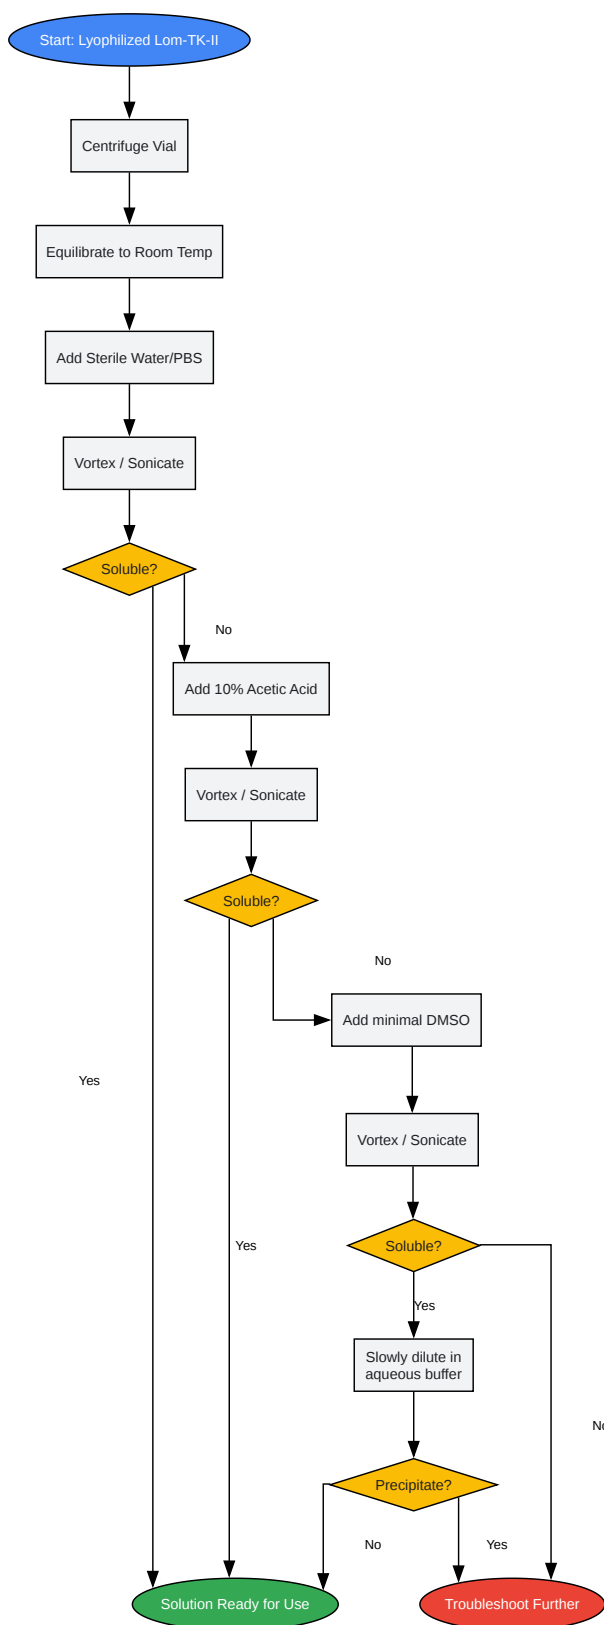 Start: Lyophilized Lom-TK-II
Centrifuge Vial
Equilibrate to Room Temp
Add Sterile Water/PBS
Vortex / Sonicate
Soluble?
No
Add 10% Acetic Acid
Vortex / Sonicate
Soluble?
No
Add minimal DMSO
Yes
Vortex / Sonicate
Yes
Soluble?
Yes
Slowly dilute in
aqueous buffer
Precipitate?
No
Yes
Solution Ready for Use
Troubleshoot Further